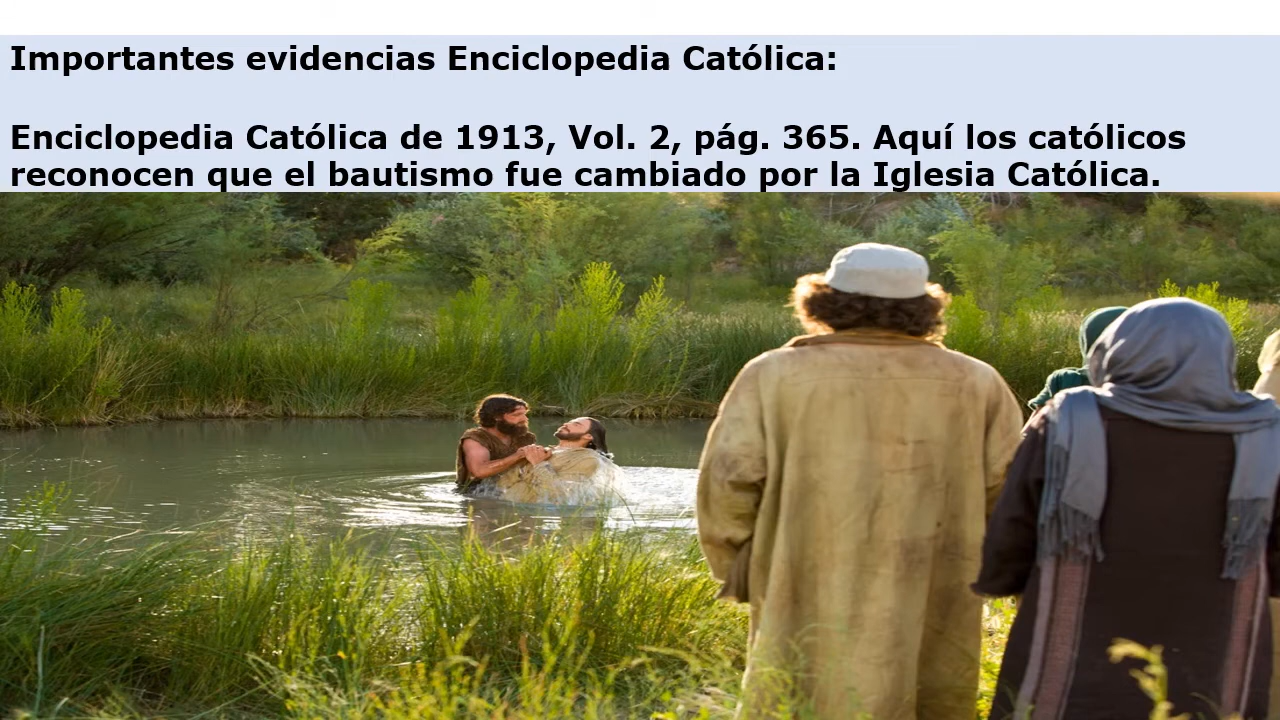 Importantes evidencias Enciclopedia Católica:
Enciclopedia Católica de 1913, Vol. 2, pág. 365. Aquí los católicos
reconocen que el bautismo fue cambiado por la Iglesia Católica.